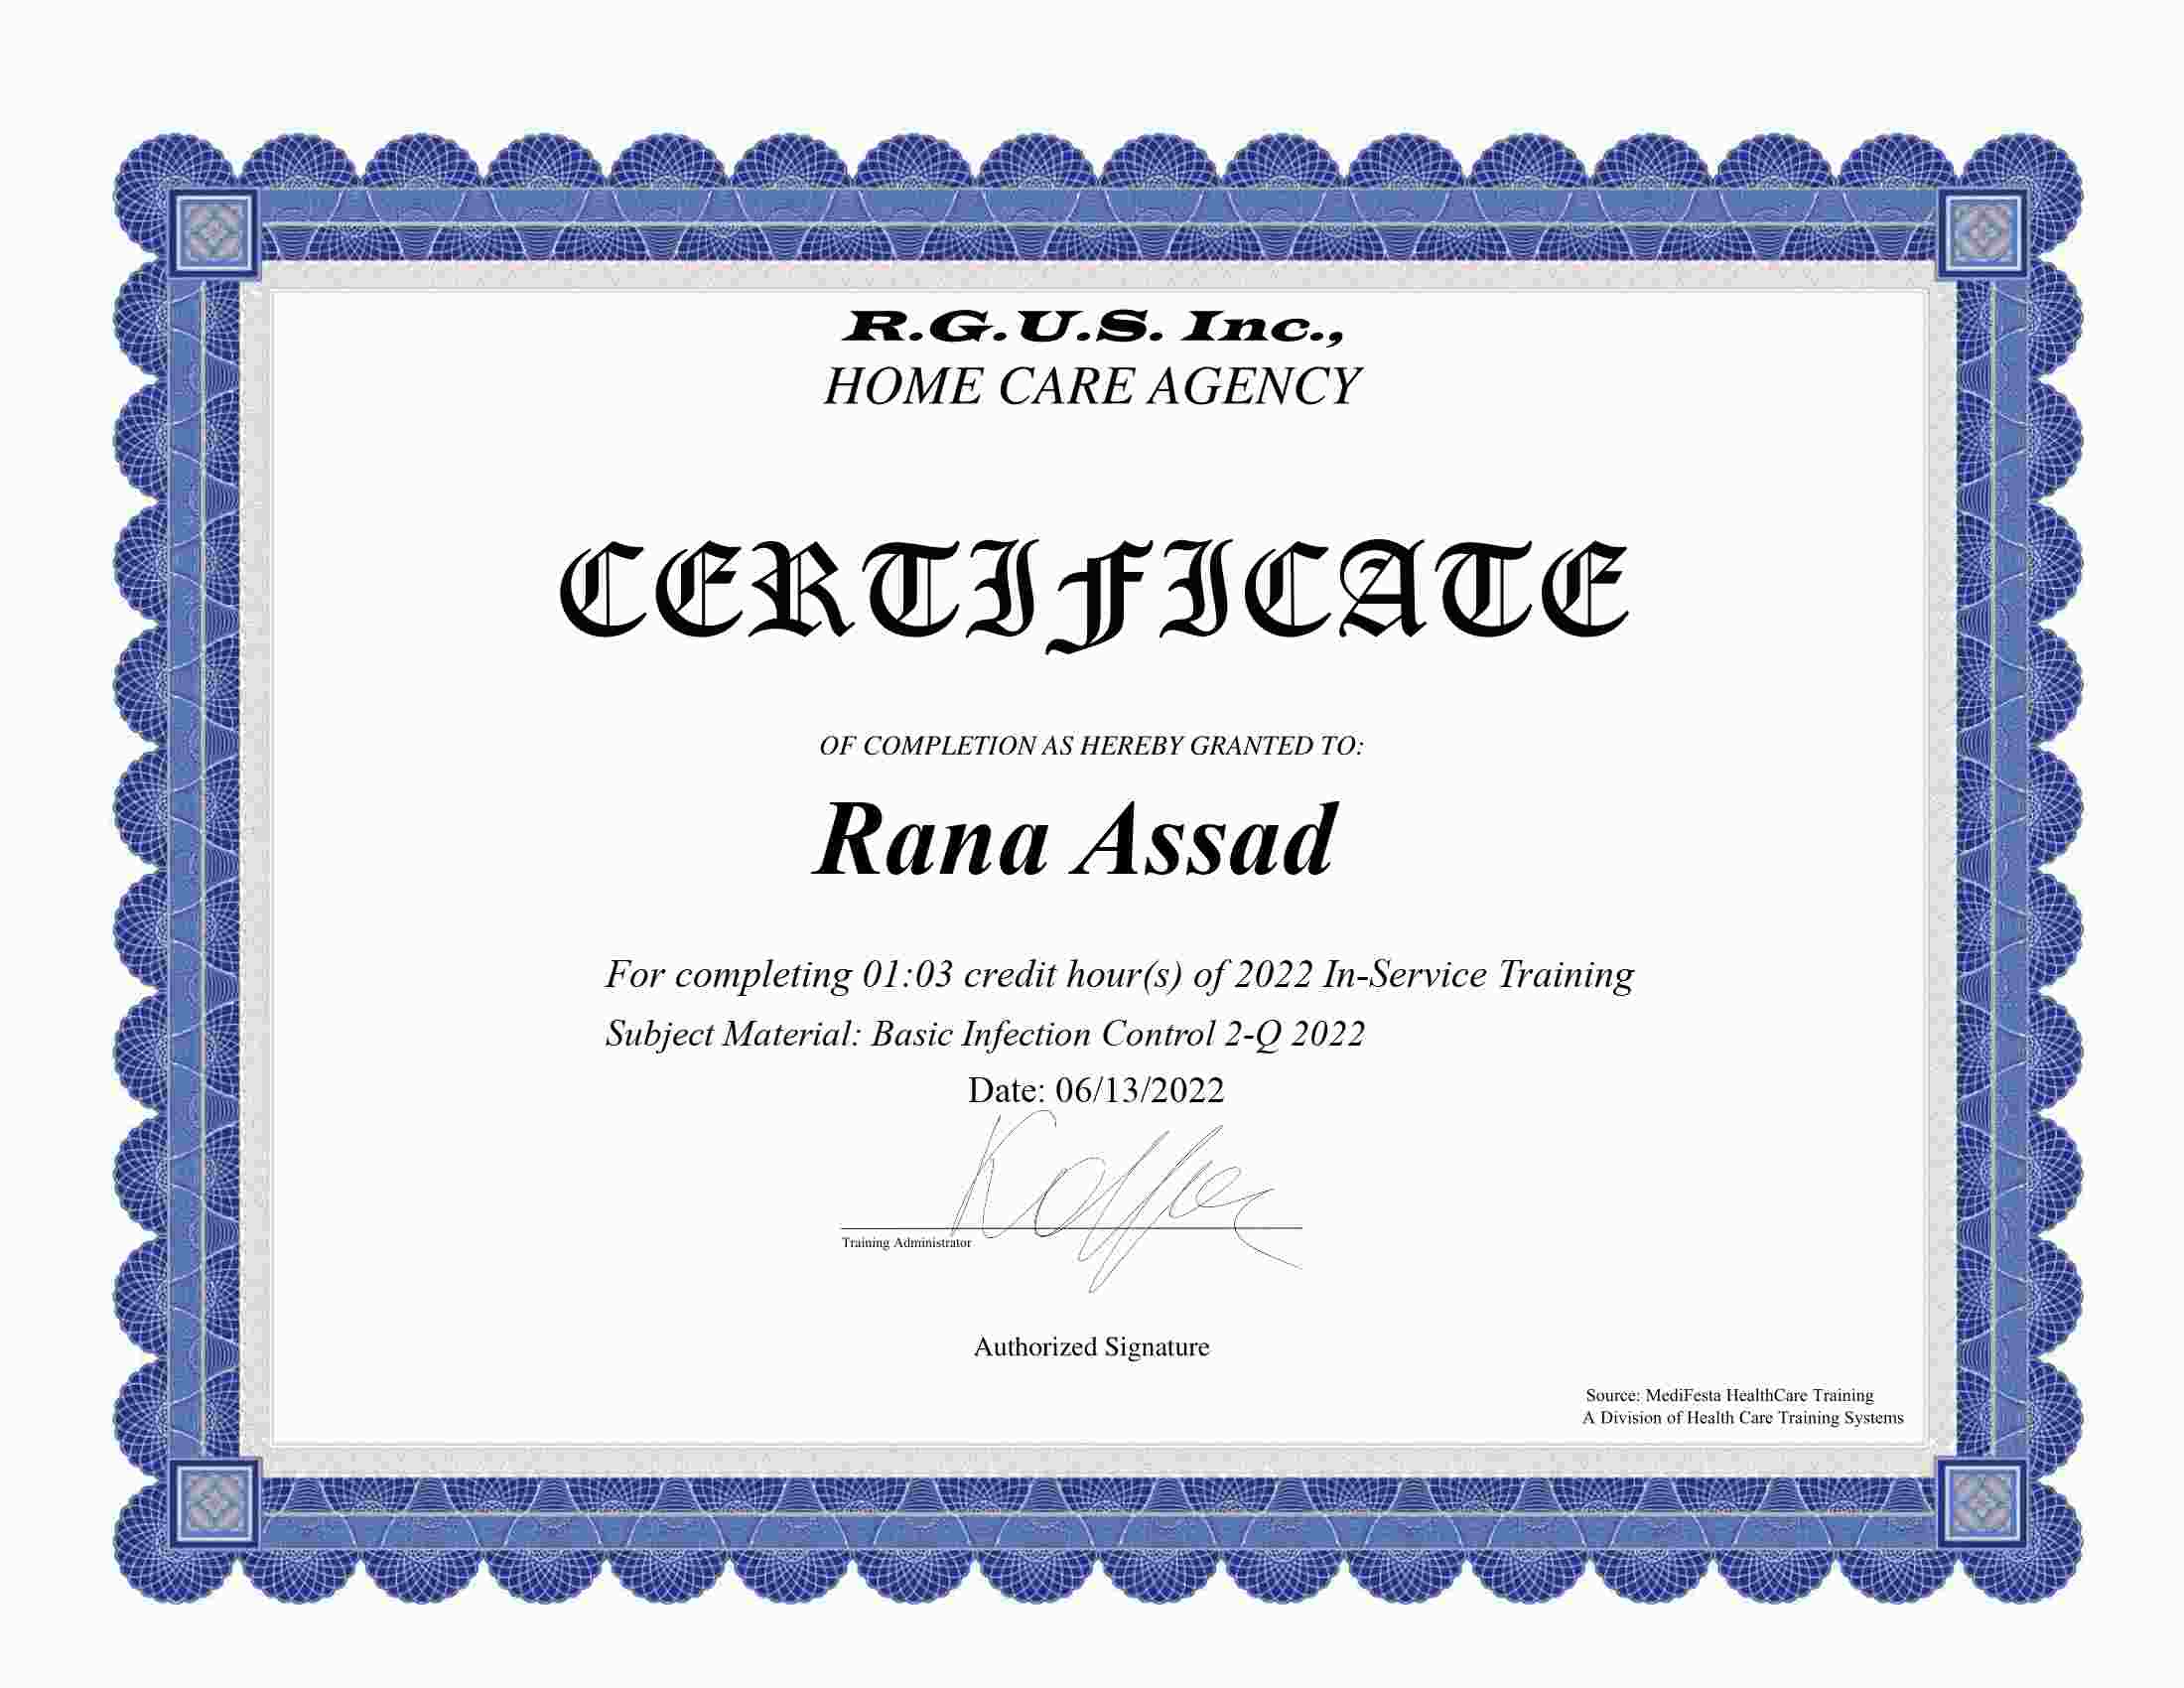 R.G.U.S. Inc.,
HOME CARE AGENCY
CERTIFICATE
OF COMPLETION AS HEREBY GRANTED TO:
Rana Assad
For completing 01:03 credit hour(s) of 2022 In-Service Training
Subject Material: Basic Infection Control 2-Q 2022
Date: 06/13/2022
Training Administrator
Authorized Signature
Source: MediFesta HealthCare Training
A Division of Health Care Training Systems